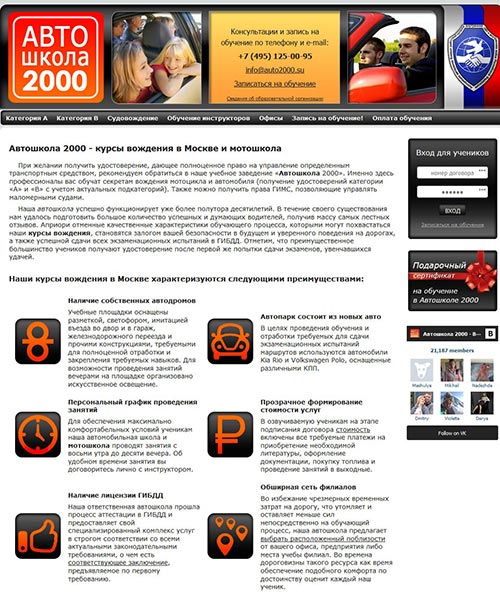 АВТО
школа
2000
Консультации и запись на
обучение по телефону и e-mail:
+7 (495) 125-00-95
info@auto2000.su
Записаться на обучение
Сведения об образовательной организации
Категория А Категория В Судовождение Обучение инструкторов Офисы Запись на обучение! Оплата обучения
Автошкола 2000 - курсы вождения в Москве и мотошкола
При желании получить удостоверение, дающее полноценное право на управление определенным
транспортным средством, рекомендуем обратиться в наше учебное заведение «Автошкола 2000». Именно здесь
профессионалы вас обучат секретам вождения мотоцикла и автомобиля (получение удостоверений категории
«А» и «В» с учетом актуальных подкатегорий). Также можно получить права ГИМС, позволяющие управлять
маломерными судами.
Наша автошкола успешно функционирует уже более полутора десятилетий. В течение своего существования
нам удалось подготовить большое количество успешных и думающих водителей, получив массу самых лестных
отзывов. Априори отменные качественные характеристики обучающего процесса, которыми могут похвастаться
наши курсы вождения, становятся залогом вашей безопасности в будущем и уверенного поведения на дорогах,
а также успешной сдачи всех экзаменационных испытаний в ГИБДД. Отметим, что преимущественное
большинство учеников получают удостоверение после первой же попытки сдачи экзаменов, увенчавшихся
удачей.
Наши курсы вождения в Москве характеризуются следующими преимуществами:
Наличие собственных автодромов
Учебные площадки оснащены
разметкой, светофором, имитацией
въезда во двор и в гараж,
железнодорожного переезда и
прочими конструкциями, требуемыми
для полноценной отработки и
закрепления требуемых навыков. Для
возможности проведения занятий
вечерами на площадке организовано
искусственное освещение.
Автопарк состоит из новых авто
В целях проведения обучения и
отработки требуемых для сдачи
экзаменационных испытаний
маршрутов используются автомобили
Kia Rio и Volkswagen Polo, оснащенные
различными КПП.
Персональный график проведения
занятий
Для обеспечения максимально
комфортабельных условий ученикам
наша автомобильная школа и
мотошкола проводят занятия с
восьми утра до десяти вечера. Об
удобном времени занятия вы
договоритесь лично с инструктором.
Прозрачное формирование
стоимости услуг
В озвучиваемую ученикам на этапе
подписания договора стоимость
включены все требуемые платежи на
приобретение необходимой
литературы, оформление
документации, покупку топлива и
проведение занятий в выходные.
Наличие лицензии ГИБДД
Наша ответственная автошкола прошла
процесс аттестации в ГИБДД и
предоставляет свой
специализированный комплекс услуг
в строгом соответствии со всеми
актуальными законодательными
требованиями, о чем есть
соответствующее заключение,
предъявляемое по первому
требованию.
Обширная сеть филиалов
Во избежание чрезмерных временных
затрат на дорогу, что утомляет и
оставляет меньше сил
непосредственно на обучающий
процесс, наша автошкола предлагает
выбрать расположенный поблизости
от вашего офиса, предприятия либо
места учебы филиал. Во времена
дороговизны такого ресурса как время
обеспечение подобного комфорта по
достоинству оценит каждый наш
ученик.
Вход для учеников
номер договора
ВХОД
Записаться на обучение
Подарочный
сертификат
на обучение
в Автошколе 2000
Автошкола 2000 - В—
21,187 members
Mashulya Mikhail Nadezhda
Dmitry Violetta Darya
Follow on VK